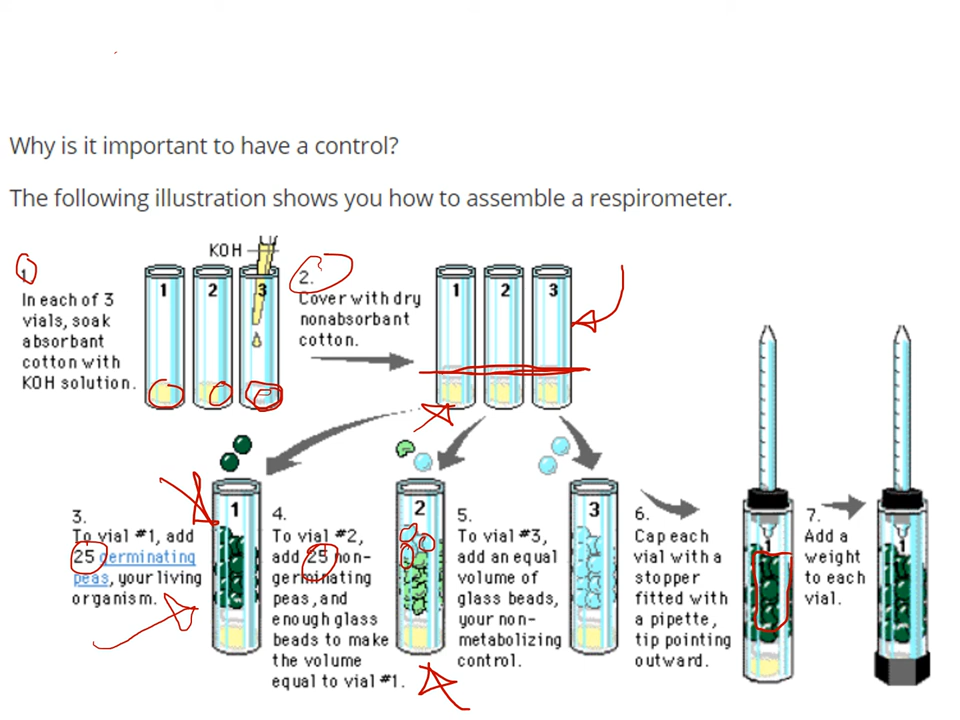 Why is it important to have a control?
The following illustration shows you how to assemble a respirometer.
KOH
1.
In each of 3
vials, soak
absorbant
cotton with
KOH solution.
1
2
3
2.
Cover with dry
nonabsorbant
cotton.
1
2
3
3.
To vial #1, add
25 germinating
peas, your living
organism.
1
4.
To vial #2,
add 25 non-
germinating
peas, and
enough glass
beads to make
the volume
equal to vial #1.
2
5.
To vial #3,
add an equal
volume of
glass beads,
your non-
metabolizing
control.
3
6.
Cap each
vial with a
stopper
fitted with
a pipette,
tip pointing
outward.
1
7.
Add a
weight
to each
vial.
1